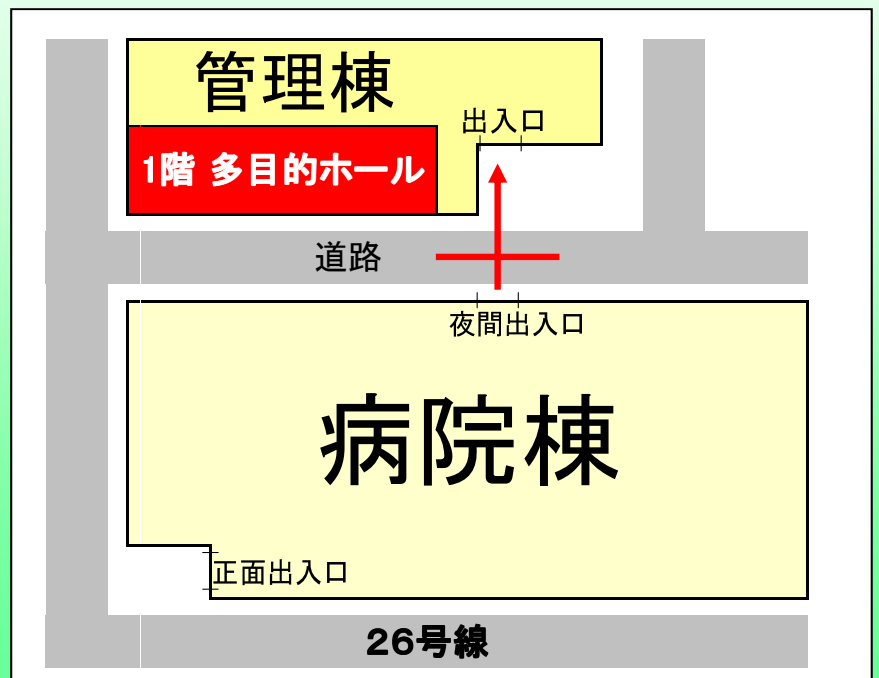 管理棟
出入口
1階 多目的ホール
道路
夜間出入口
病院棟
正面出入口
26号線